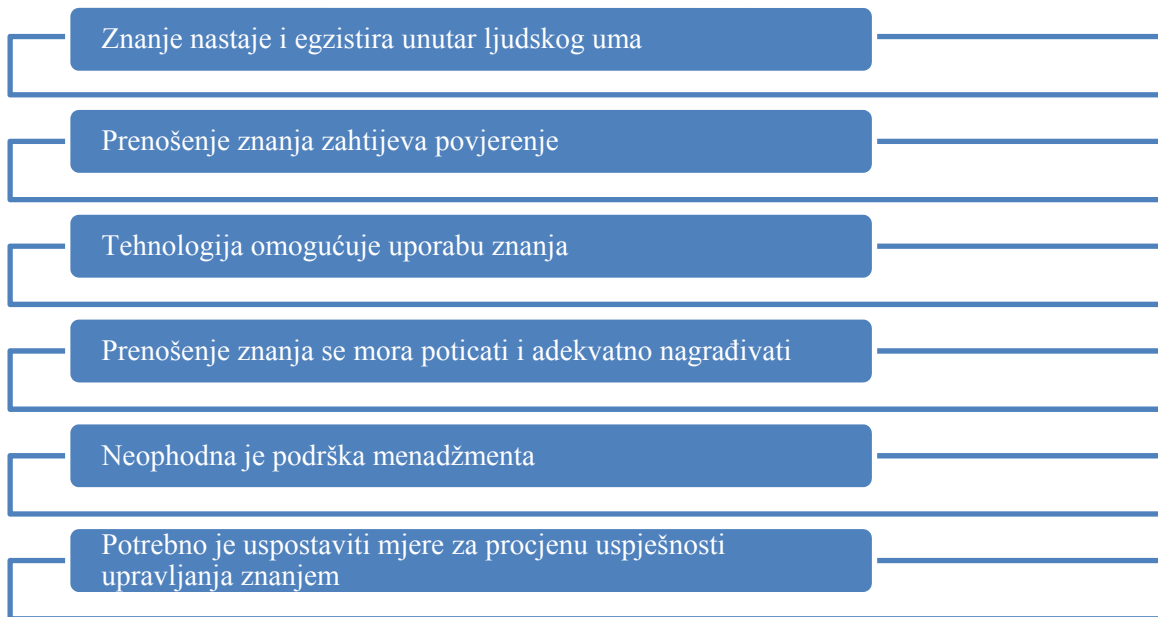 Znanje nastaje i egzistira unutar ljudskog uma
Prenošenje znanja zahtijeva povjerenje
Tehnologija omogućuje uporabu znanja
Prenošenje znanja se mora poticati i adekvatno nagrađivati
Neophodna je podrška menadžmenta
Potrebno je uspostaviti mjere za procjenu uspješnosti
upravljanja znanjem